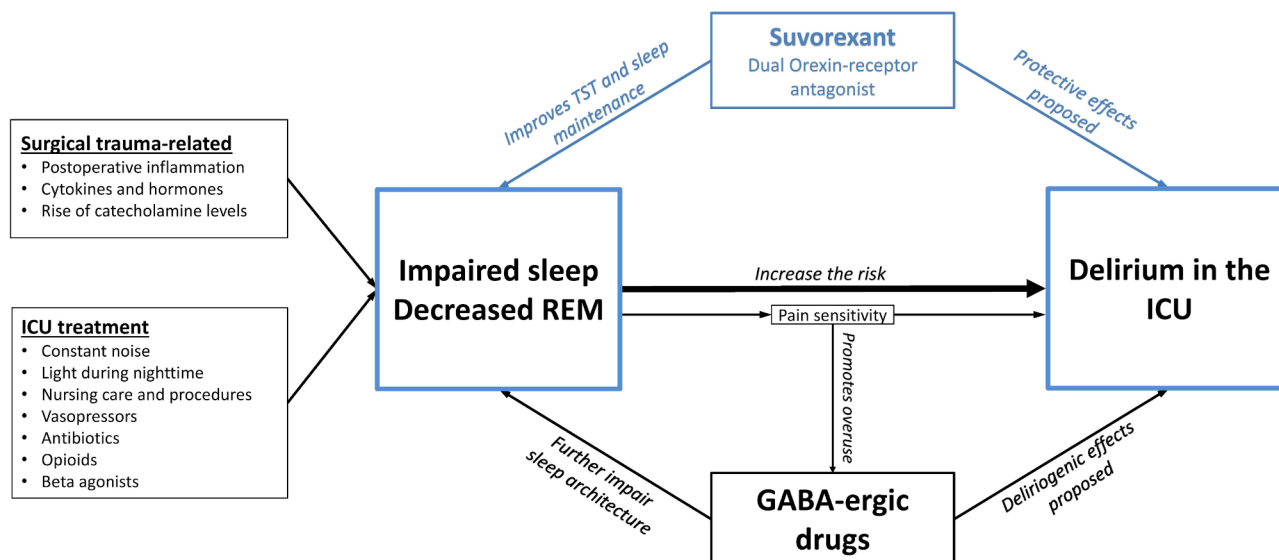 Suvorexant
Dual Orexin-receptor
antagonist
Improves TST and sleep
maintenance
Protective effects
proposed
Surgical trauma-related
• Postoperative inflammation
• Cytokines and hormones
• Rise of catecholamine levels
ICU treatment
• Constant noise
• Light during nighttime
• Nursing care and procedures
• Vasopressors
• Antibiotics
• Opioids
• Beta agonists
Impaired sleep
Decreased REM
Increase the risk
Pain sensitivity
Promotes overuse
Delirium in the
ICU
Further impair
sleep architecture
GABA-ergic
drugs
Deliriogenic effects
proposed